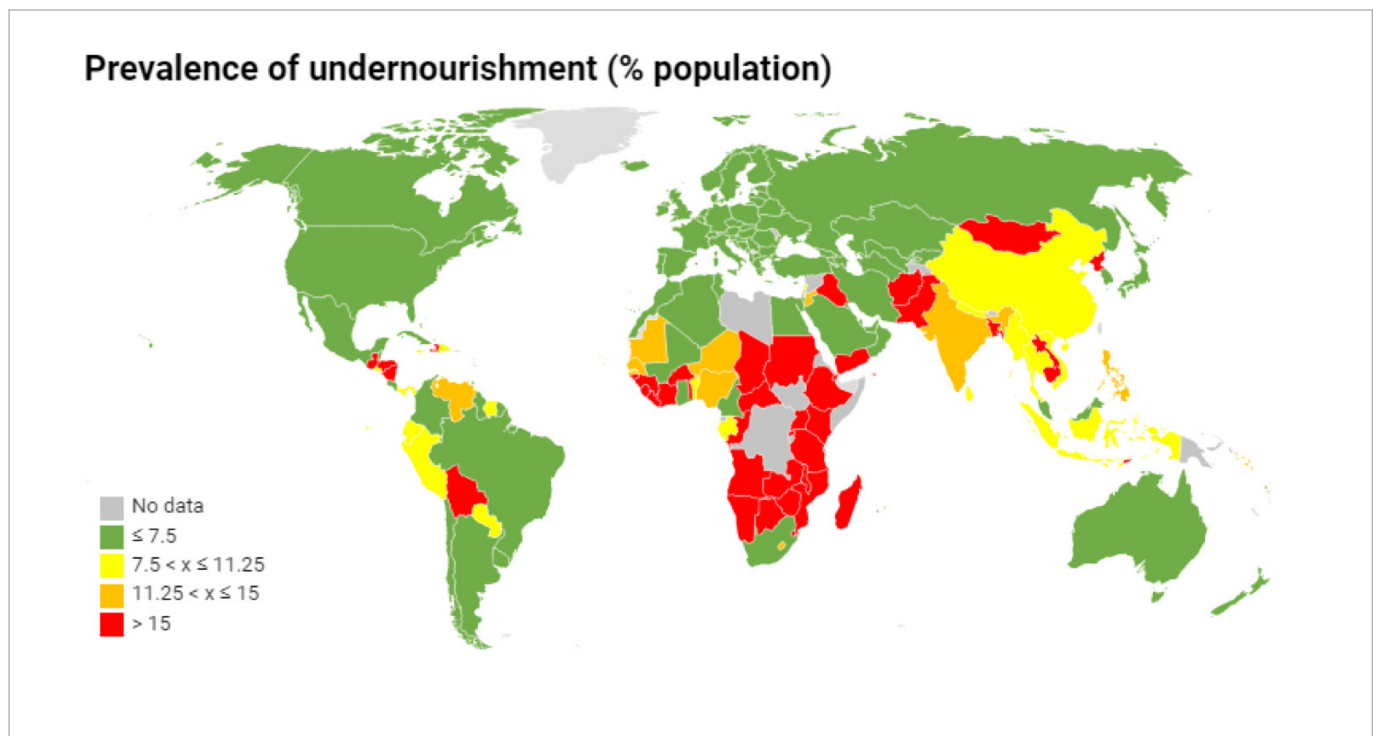 Prevalence of undernourishment (% population)
No data
≤ 7.5
7.5 < x ≤ 11.25
11.25 < x ≤ 15
> 15